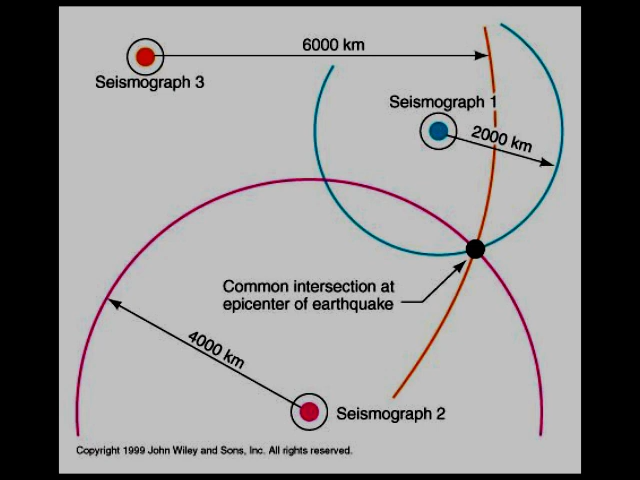 6000 km
Seismograph 3
Seismograph 1
2000 km
Common intersection at
epicenter of earthquake
4000 km
Seismograph 2
Copyright 1999 John Wiley and Sons, Inc. All rights reserved.